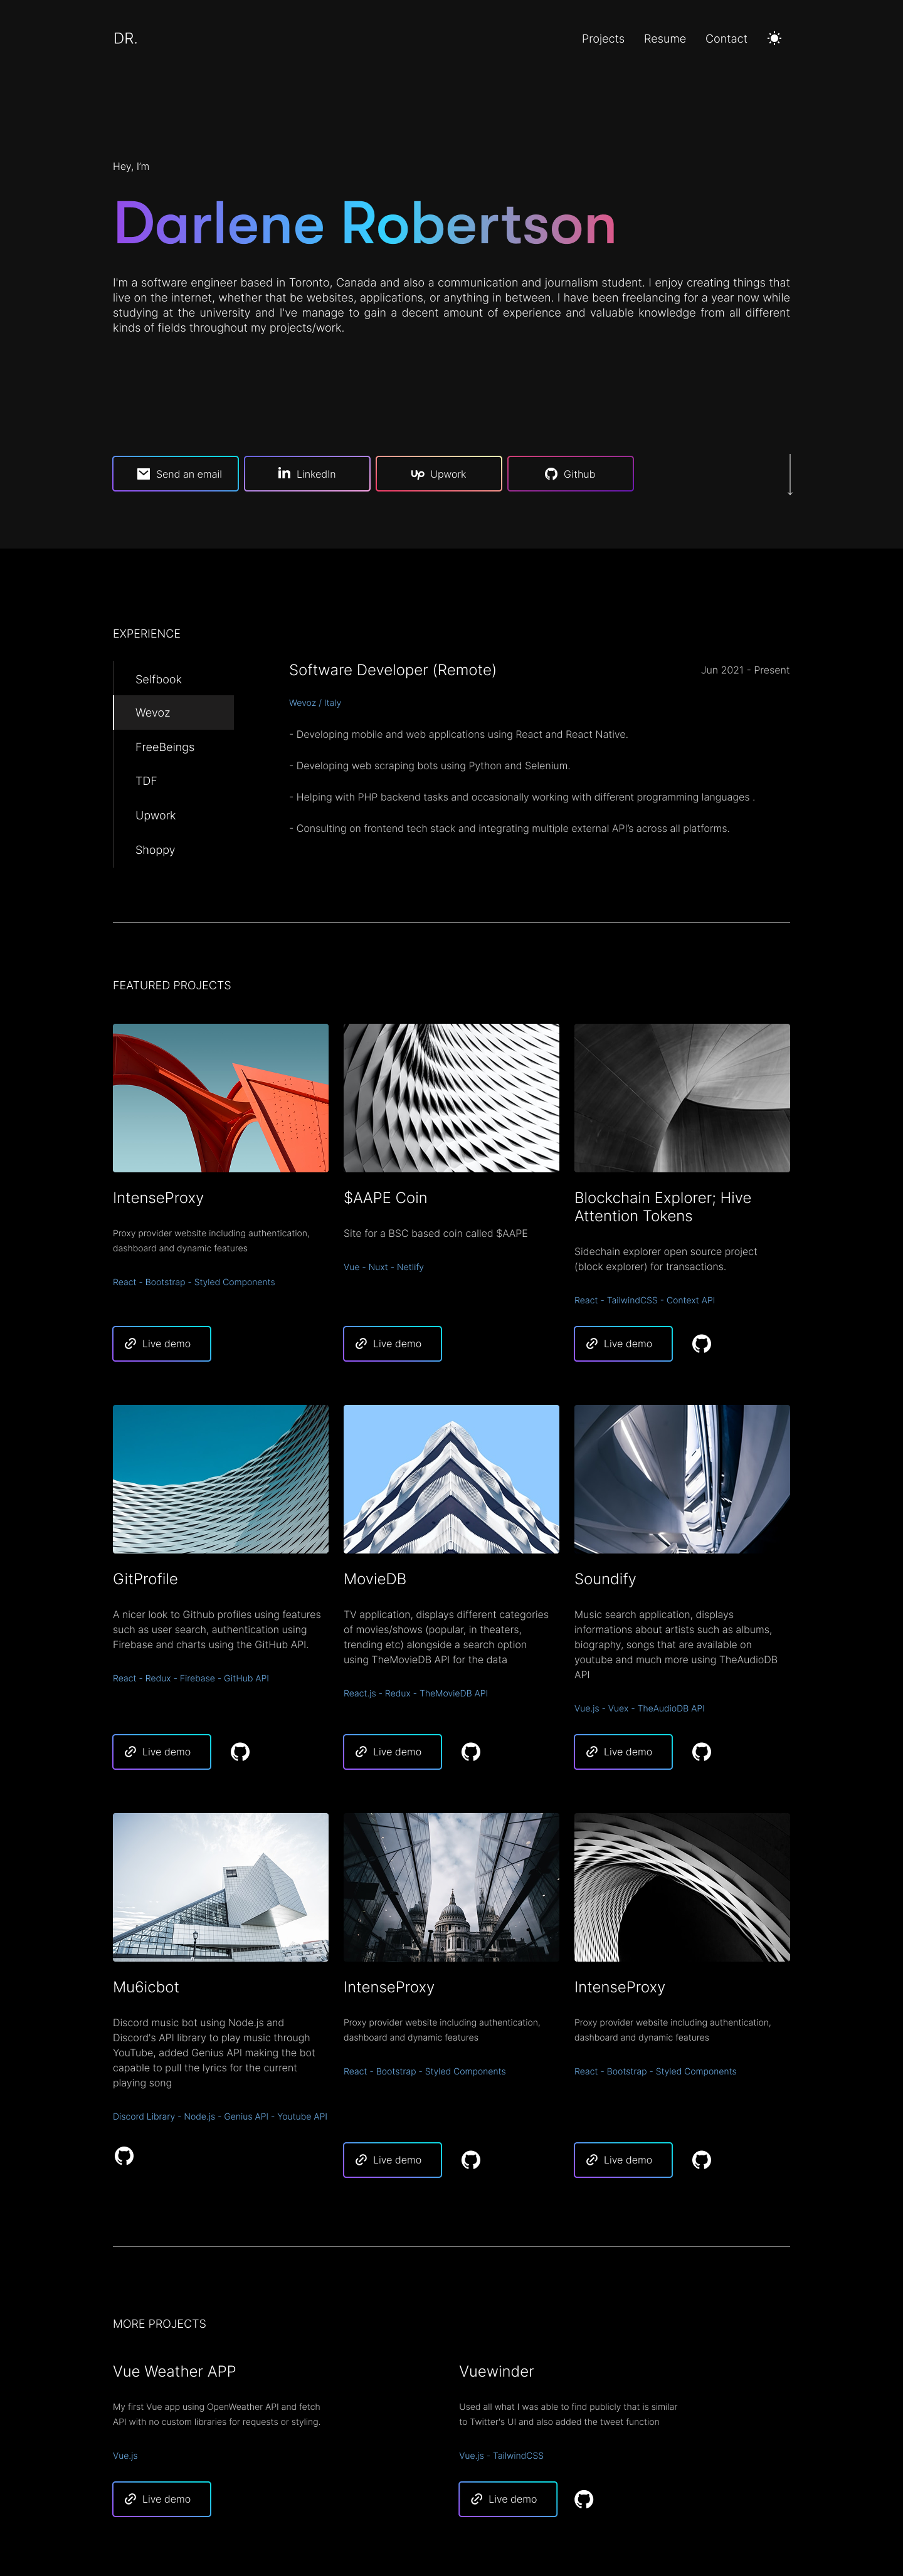 DR.
Projects
Resume
Contact
Hey, I'm
Darlene Robertson
I'm a software engineer based in Toronto, Canada and also a communication and journalism student. I enjoy creating things that
live on the internet, whether that be websites, applications, or anything in between. I have been freelancing for a year now while
studying at the university and I've manage to gain a decent amount of experience and valuable knowledge from all different
kinds of fields throughout my projects/work.
Send an email
LinkedIn
Upwork
Github
EXPERIENCE
Selfbook
Wevoz
FreeBeings
TDF
Upwork
Shoppy
Software Developer (Remote)
Jun 2021 - Present
Wevoz / Italy
- Developing mobile and web applications using React and React Native.
- Developing web scraping bots using Python and Selenium.
- Helping with PHP backend tasks and occasionally working with different programming languages .
- Consulting on frontend tech stack and integrating multiple external API's across all platforms.
FEATURED PROJECTS
IntenseProxy
Proxy provider website including authentication,
dashboard and dynamic features
React - Bootstrap - Styled Components
Live demo
$AAPE Coin
Site for a BSC based coin called $AAPE
Vue - Nuxt - Netlify
Live demo
Blockchain Explorer; Hive
Attention Tokens
Sidechain explorer open source project
(block explorer) for transactions.
React - TailwindCSS - Context API
Live demo
GitProfile
A nicer look to Github profiles using features
such as user search, authentication using
Firebase and charts using the GitHub API.
React - Redux - Firebase - GitHub API
Live demo
MovieDB
TV application, displays different categories
of movies/shows (popular, in theaters,
trending etc) alongside a search option
using TheMovieDB API for the data
React.js - Redux - TheMovieDB API
Live demo
Soundify
Music search application, displays
informations about artists such as albums,
biography, songs that are available on
youtube and much more using TheAudioDB
API
Vue.js - Vuex - TheAudioDB API
Live demo
Mu6icbot
Discord music bot using Node.js and
Discord's API library to play music through
YouTube, added Genius API making the bot
capable to pull the lyrics for the current
playing song
Discord Library - Node.js - Genius API - Youtube API
IntenseProxy
Proxy provider website including authentication,
dashboard and dynamic features
React - Bootstrap - Styled Components
Live demo
IntenseProxy
Proxy provider website including authentication,
dashboard and dynamic features
React - Bootstrap - Styled Components
Live demo
MORE PROJECTS
Vue Weather APP
My first Vue app using OpenWeather API and fetch
API with no custom libraries for requests or styling.
Vue.js
Live demo
Vuewinder
Used all what I was able to find publicly that is similar
to Twitter's UI and also added the tweet function
Vue.js - TailwindCSS
Live demo